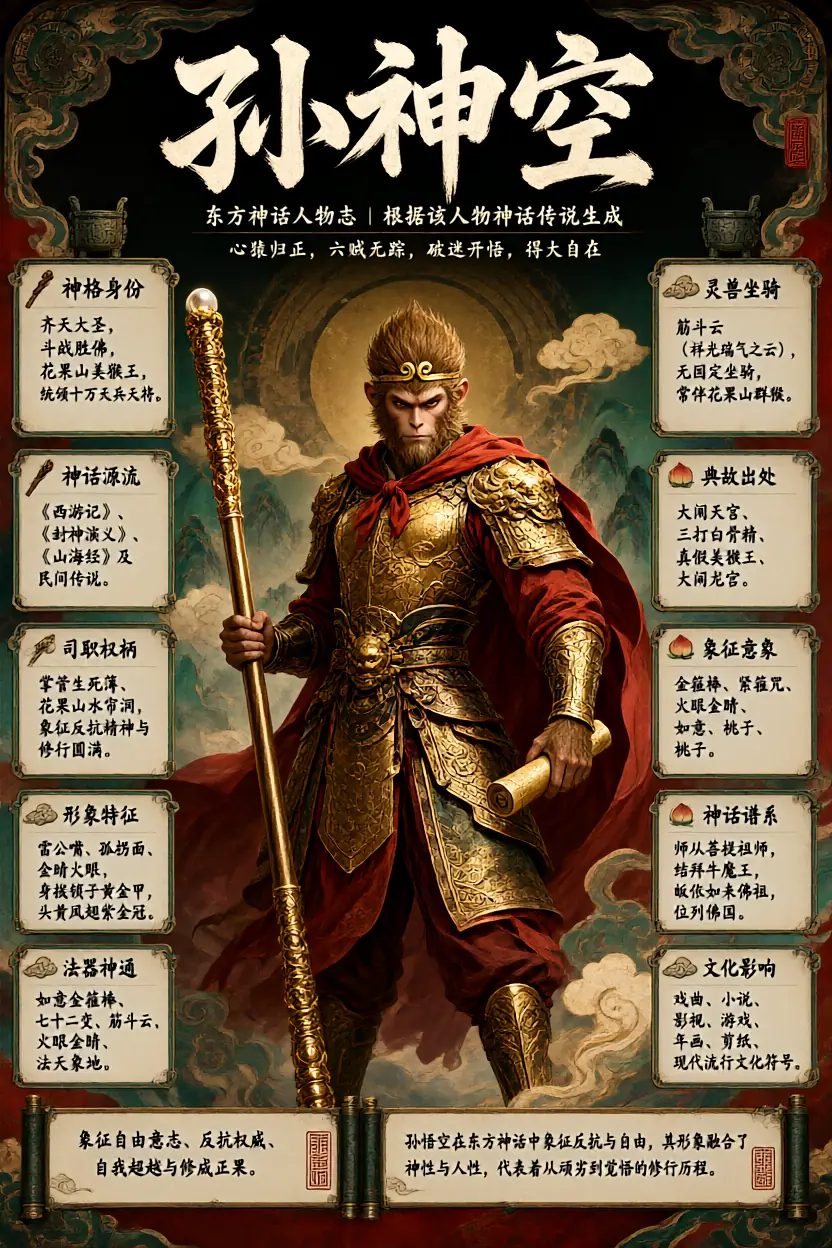 孙神空
东方神话人物志｜根据该人物神话传说生成
心猿归正，六贼无踪，破迷开悟，得大自在
神格身份
齐天大圣，
斗战胜佛，
花果山美猴王，
统领十万天兵天将。
神话源流
《西游记》、
《封神演义》、
《山海经》及
民间传说。
司职权柄
掌管生死簿、
花果山水帘洞，
象征反抗精神与
修行圆满。
形象特征
雷公嘴、孤拐面、
金睛火眼，
身披锁子黄金甲，
头黄凤翅紫金冠。
法器神通
如意金箍棒、
七十二变、筋斗云、
火眼金睛、
法天象地。
灵兽坐骑
筋斗云
（祥光瑞气之云），
无固定坐骑，
常伴花果山群猴。
典故出处
大闹天宫、
三打白骨精、
真假美猴王、
大闹龙宫。
象征意象
金箍棒、紧箍咒、
火眼金睛、
如意、桃子、
桃子。
神话谱系
师从菩提祖师，
结拜牛魔王，
皈依如来佛祖，
位列佛国。
文化影响
戏曲、小说、
影视、游戏、
年画、剪纸、
现代流行文化符号。
象征自由意志、反抗权威、
自我超越与修成正果。
孙悟空在东方神话中象征反抗与自由，其形象融合了
神性与人性，代表着从顽劣到觉悟的修行历程。